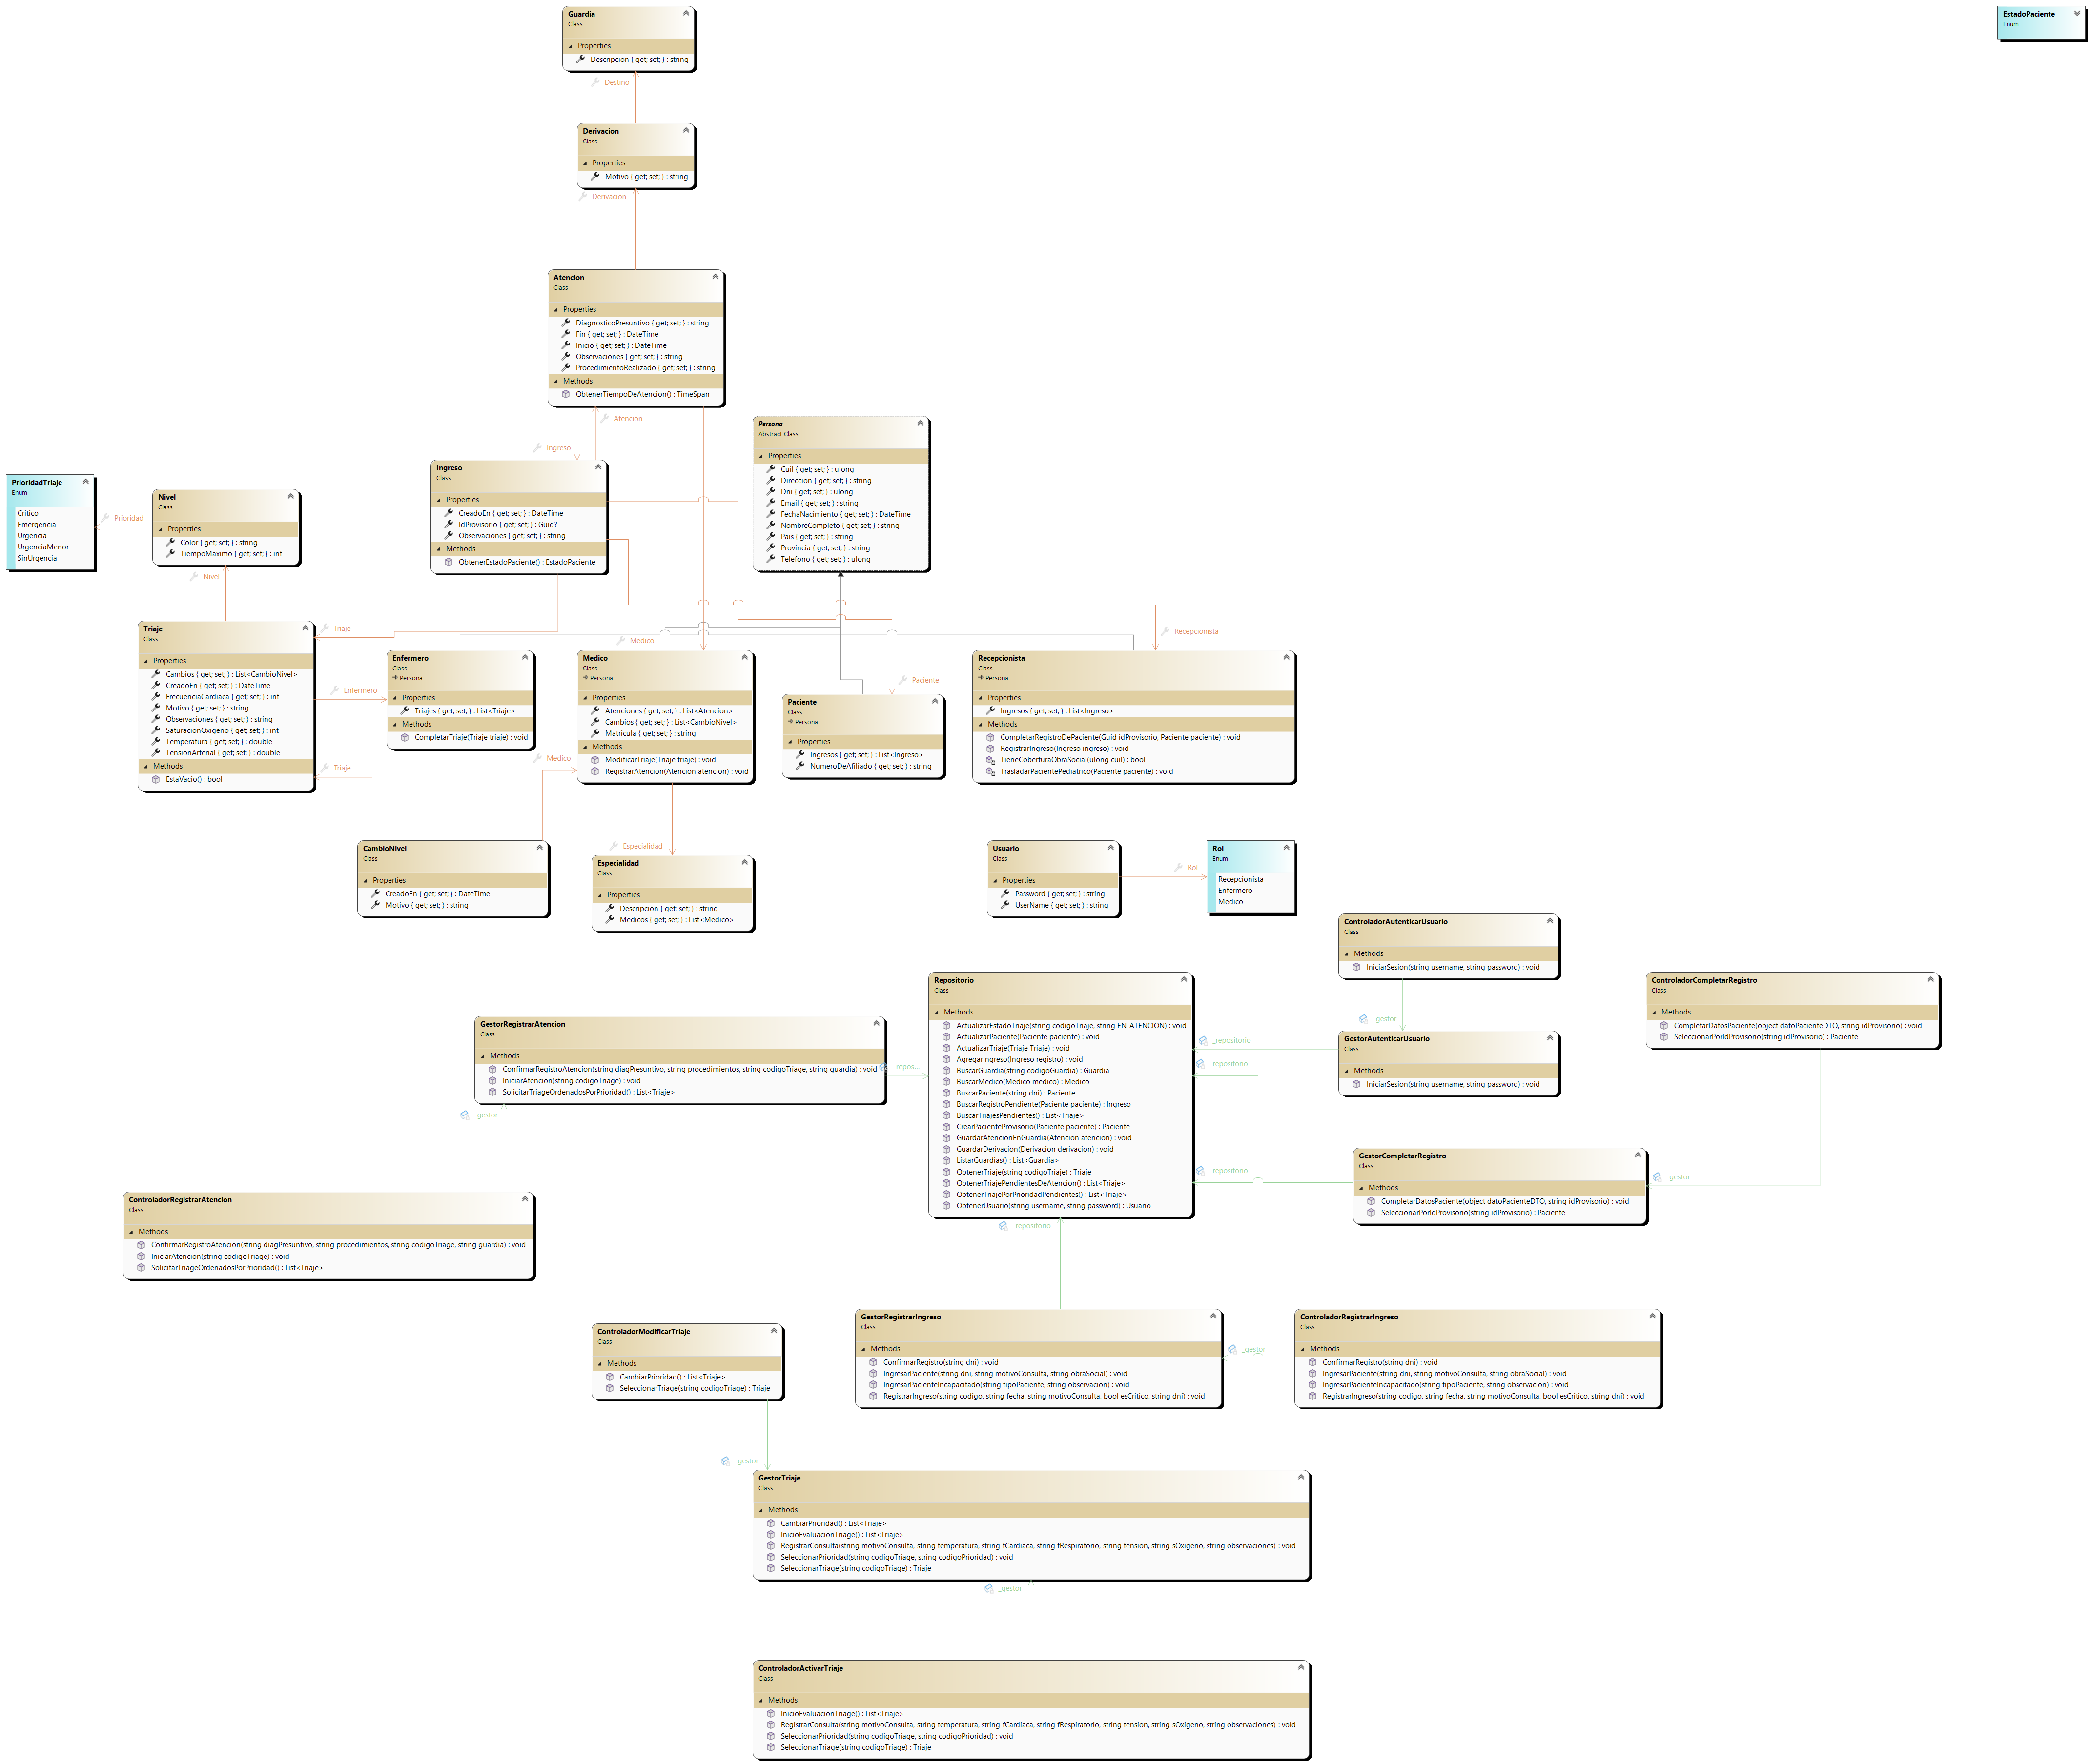 Guardia
Class
Properties
Descripcion { get; set; } : string
EstadoPaciente
Enum
Destino
Derivacion
Class
Properties
Motivo { get; set; } : string
Derivacion
Atencion
Class
Properties
DiagnosticoPresuntivo { get; set; } : string
Fin { get; set; } : DateTime
Inicio { get; set; } : DateTime
Observaciones { get; set; } : string
ProcedimientoRealizado { get; set; } : string
Methods
ObtenerTiempoDeAtencion() : TimeSpan
Atencion
Ingreso
Persona
Abstract Class
Properties
Cuil { get; set; } : ulong
Direccion { get; set; } : string
Dni { get; set; } : ulong
Email { get; set; } : string
FechaNacimiento { get; set; } : DateTime
NombreCompleto { get; set; } : string
Pais { get; set; } : string
Provincia { get; set; } : string
Telefono { get; set; } : ulong
Ingreso
Class
Properties
CreadoEn { get; set; } : DateTime
IdProvisorio { get; set; } : Guid?
Observaciones { get; set; } : string
Methods
ObtenerEstadoPaciente() : EstadoPaciente
PrioridadTriaje
Enum
Critico
Emergencia
Urgencia
UrgenciaMenor
SinUrgencia
Prioridad
Nivel
Class
Properties
Color { get; set; } : string
TiempoMaximo { get; set; } : int
Nivel
Triaje
Class
Properties
Cambios { get; set; } : List<CambioNivel>
CreadoEn { get; set; } : DateTime
FrecuenciaCardiaca { get; set; } : int
Motivo { get; set; } : string
Observaciones { get; set; } : string
SaturacionOxigeno { get; set; } : int
Temperatura { get; set; } : double
TensionArterial { get; set; } : double
Methods
EstaVacio() : bool
Triaje
Enfermero
Triaje
Enfermero
Class
Persona
Properties
Triajes { get; set; } : List<Triaje>
Methods
CompletarTriaje(Triaje triaje) : void
Medico
Medico
Medico
Class
Persona
Properties
Atenciones { get; set; } : List<Atencion>
Cambios { get; set; } : List<CambioNivel>
Matricula { get; set; } : string
Methods
ModificarTriaje(Triaje triaje) : void
RegistrarAtencion(Atencion atencion) : void
Paciente
Paciente
Class
Persona
Properties
Ingresos { get; set; } : List<Ingreso>
NumeroDeAfiliado { get; set; } : string
Recepcionista
Recepcionista
Class
Persona
Properties
Ingresos { get; set; } : List<Ingreso>
Methods
CompletarRegistroDePaciente(Guid idProvisorio, Paciente paciente) : void
RegistrarIngreso(Ingreso ingreso) : void
TieneCoberturaObraSocial(ulong cuil) : bool
TrasladarPacientePediatrico(Paciente paciente) : void
CambioNivel
Class
Properties
CreadoEn { get; set; } : DateTime
Motivo { get; set; } : string
Especialidad
Especialidad
Class
Properties
Descripcion { get; set; } : string
Medicos { get; set; } : List<Medico>
Usuario
Class
Properties
Password { get; set; } : string
UserName { get; set; } : string
Rol
Rol
Enum
Recepcionista
Enfermero
Medico
ControladorAutenticarUsuario
Class
Methods
IniciarSesion(string username, string password) : void
_gestor
GestorAutenticarUsuario
Class
Methods
IniciarSesion(string username, string password) : void
ControladorCompletarRegistro
Class
Methods
CompletarDatosPaciente(object datoPacienteDTO, string idProvisorio) : void
SeleccionarPorIdProvisorio(string idProvisorio) : Paciente
Repositorio
Class
Methods
ActualizarEstadoTriaje(string codigoTriaje, string EN_ATENCION) : void
ActualizarPaciente(Paciente paciente) : void
ActualizarTriaje(Triaje Triaje) : void
AgregarIngreso(Ingreso registro) : void
BuscarGuardia(string codigoGuardia) : Guardia
BuscarMedico(Medico medico) : Medico
BuscarPaciente(string dni) : Paciente
BuscarRegistroPendiente(Paciente paciente) : Ingreso
BuscarTriajesPendientes() : List<Triaje>
CrearPacienteProvisorio(Paciente paciente) : Paciente
GuardarAtencionEnGuardia(Atencion atencion) : void
GuardarDerivacion(Derivacion derivacion) : void
ListarGuardias() : List<Guardia>
ObtenerTriaje(string codigoTriaje) : Triaje
ObtenerTriajePendientesDeAtencion() : List<Triaje>
ObtenerTriajePorPrioridadPendientes() : List<Triaje>
ObtenerUsuario(string username, string password) : Usuario
_repositorio
_repositorio
_repositorio
_repositorio
GestorRegistrarAtencion
Class
Methods
ConfirmarRegistroAtencion(string diagPresuntivo, string procedimientos, string codigoTriaje, string guardia) : void
IniciarAtencion(string codigoTriaje) : void
SolicitarTriageOrdenadosPorPrioridad() : List<Triaje>
_repos...
_gestor
GestorCompletarRegistro
Class
Methods
CompletarDatosPaciente(object datoPacienteDTO, string idProvisorio) : void
SeleccionarPorIdProvisorio(string idProvisorio) : Paciente
_gestor
ControladorRegistrarAtencion
Class
Methods
ConfirmarRegistroAtencion(string diagPresuntivo, string procedimientos, string codigoTriaje, string guardia) : void
IniciarAtencion(string codigoTriaje) : void
SolicitarTriageOrdenadosPorPrioridad() : List<Triaje>
ControladorModificarTriaje
Class
Methods
CambiarPrioridad() : List<Triaje>
SeleccionarTriage(string codigoTriage) : Triaje
GestorRegistrarIngreso
Class
Methods
ConfirmarRegistro(string dni) : void
IngresarPaciente(string dni, string motivoConsulta, string obraSocial) : void
IngresarPacienteIncapacitado(string tipoPaciente, string observacion) : void
RegistrarIngreso(string codigo, string fecha, string motivoConsulta, bool esCritico, string dni) : void
_gestor
ControladorRegistrarIngreso
Class
Methods
ConfirmarRegistro(string dni) : void
IngresarPaciente(string dni, string motivoConsulta, string obraSocial) : void
IngresarPacienteIncapacitado(string tipoPaciente, string observacion) : void
RegistrarIngreso(string codigo, string fecha, string motivoConsulta, bool esCritico, string dni) : void
_gestor
GestorTriaje
Class
Methods
CambiarPrioridad() : List<Triaje>
InicioEvaluacionTriage() : List<Triaje>
RegistrarConsulta(string motivoConsulta, string temperatura, string fCardiaca, string fRespiratorio, string tension, string sOxigeno, string observaciones) : void
SeleccionarPrioridad(string codigoTriage, string codigoPrioridad) : void
SeleccionarTriage(string codigoTriage) : Triaje
_gestor
ControladorActivarTriaje
Class
Methods
InicioEvaluacionTriage() : List<Triaje>
RegistrarConsulta(string motivoConsulta, string temperatura, string fCardiaca, string fRespiratorio, string tension, string sOxigeno, string observaciones) : void
SeleccionarPrioridad(string codigoTriage, string codigoPrioridad) : void
SeleccionarTriage(string codigoTriage) : Triaje